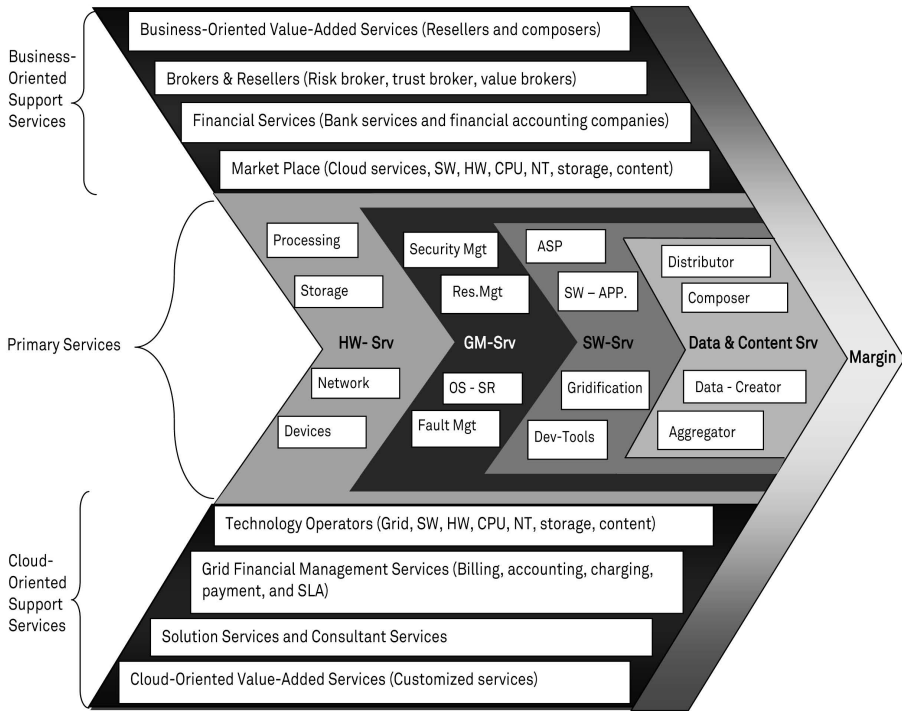 Business-
Oriented
Support
Services
Business-Oriented Value-Added Services (Resellers and composers)
Brokers & Resellers (Risk broker, trust broker, value brokers)
Financial Services (Bank services and financial accounting companies)
Market Place (Cloud services, SW, HW, CPU, NT, storage, content)
Primary Services
Processing
Storage
HW- Srv
Network
Devices
Security Mgt
Res.Mgt
GM-Srv
OS - SR
Fault Mgt
ASP
SW – APP.
SW-Srv
Gridification
Dev-Tools
Distributor
Composer
Data & Content Srv
Data - Creator
Aggregator
Margin
Cloud-
Oriented
Support
Services
Technology Operators (Grid, SW, HW, CPU, NT, storage, content)
Grid Financial Management Services (Billing, accounting, charging,
payment, and SLA)
Solution Services and Consultant Services
Cloud-Oriented Value-Added Services (Customized services)